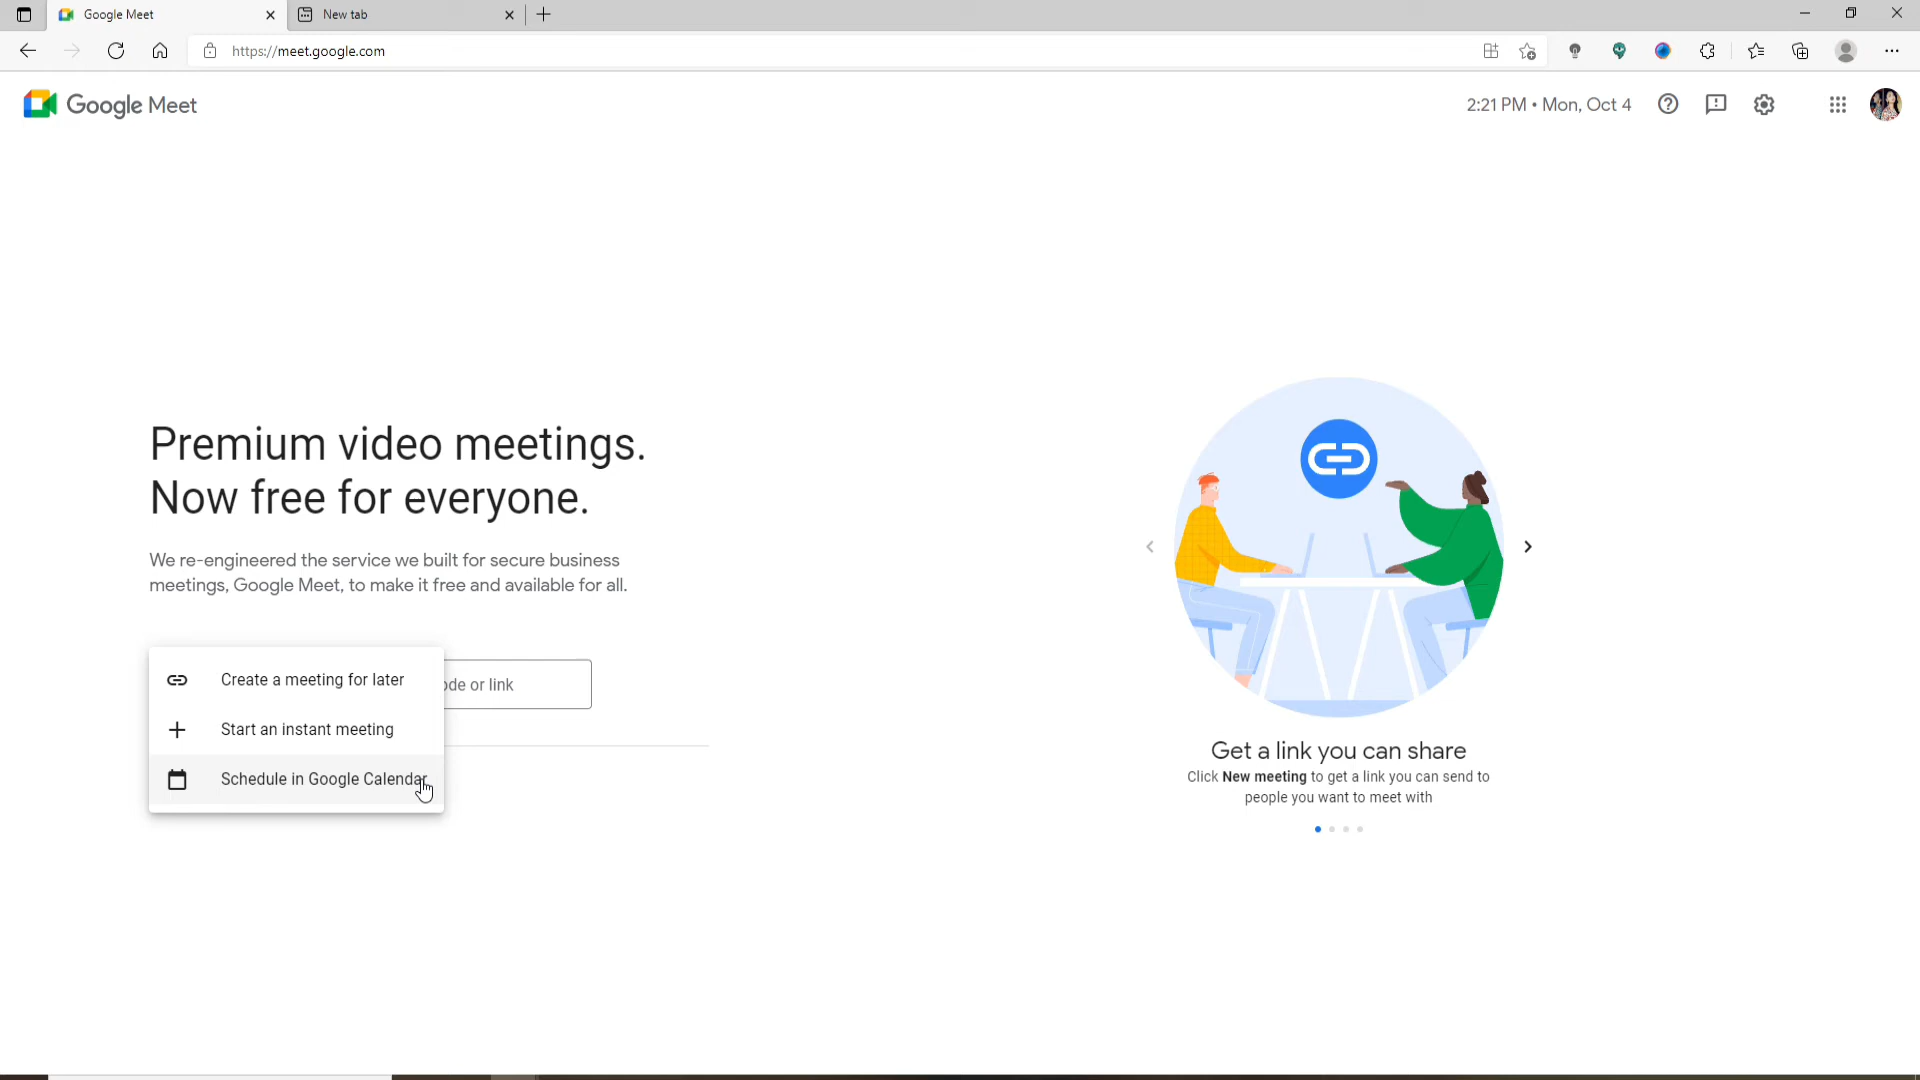 Google Meet
New tab
https://meet.google.com
Google Meet
2:21 PM • Mon, Oct 4
Premium video meetings.
Now free for everyone.
We re-engineered the service we built for secure business
meetings, Google Meet, to make it free and available for all.
Create a meeting for later
ode or link
Start an instant meeting
Schedule in Google Calendar
Get a link you can share
Click New meeting to get a link you can send to
people you want to meet with